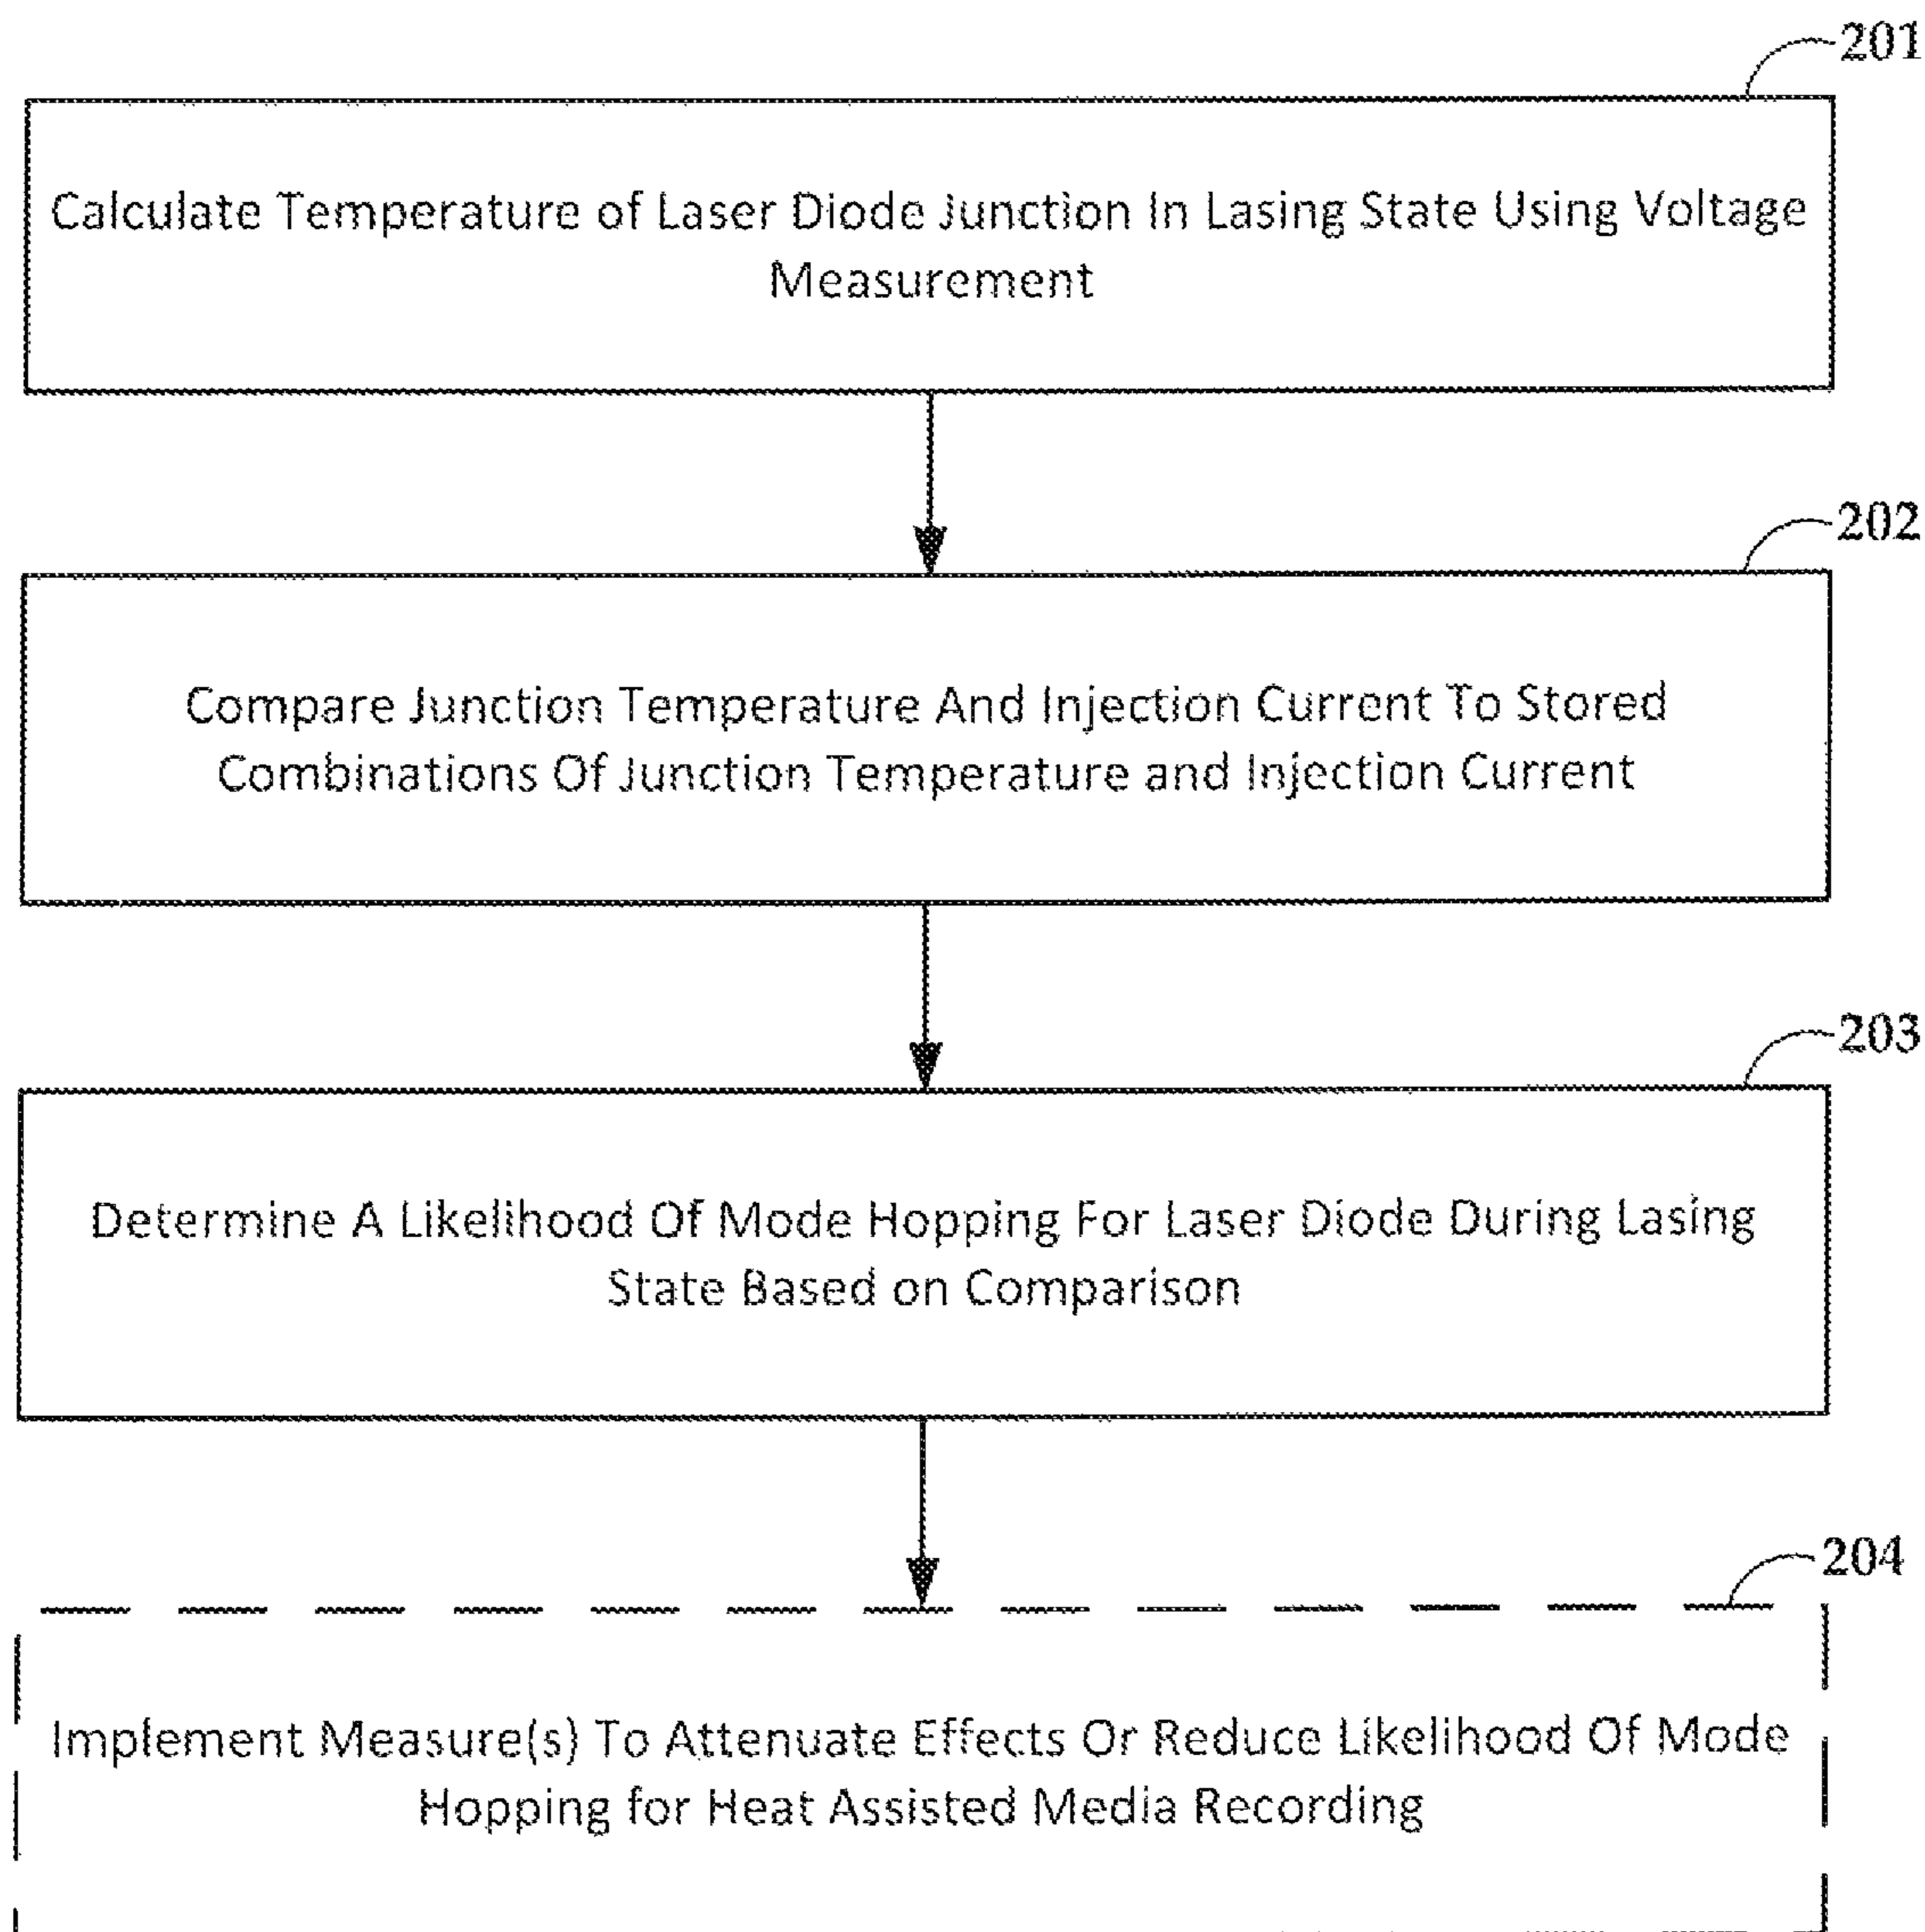 201
Calculate Temperature of Laser Diode Junction In Lasing State Using Voltage
Measurement
202
Compare Junction Temperature And Injection Current To Stored
Combinations Of Junction Temperature and Injection Current
203
Determine A Likelihood Of Mode Hopping For Laser Diode During Lasing
State Based on Comparison
204
Implement Measure(s) To Attenuate Effects Or Reduce Likelihood Of Mode
Hopping for Heat Assisted Media Recording